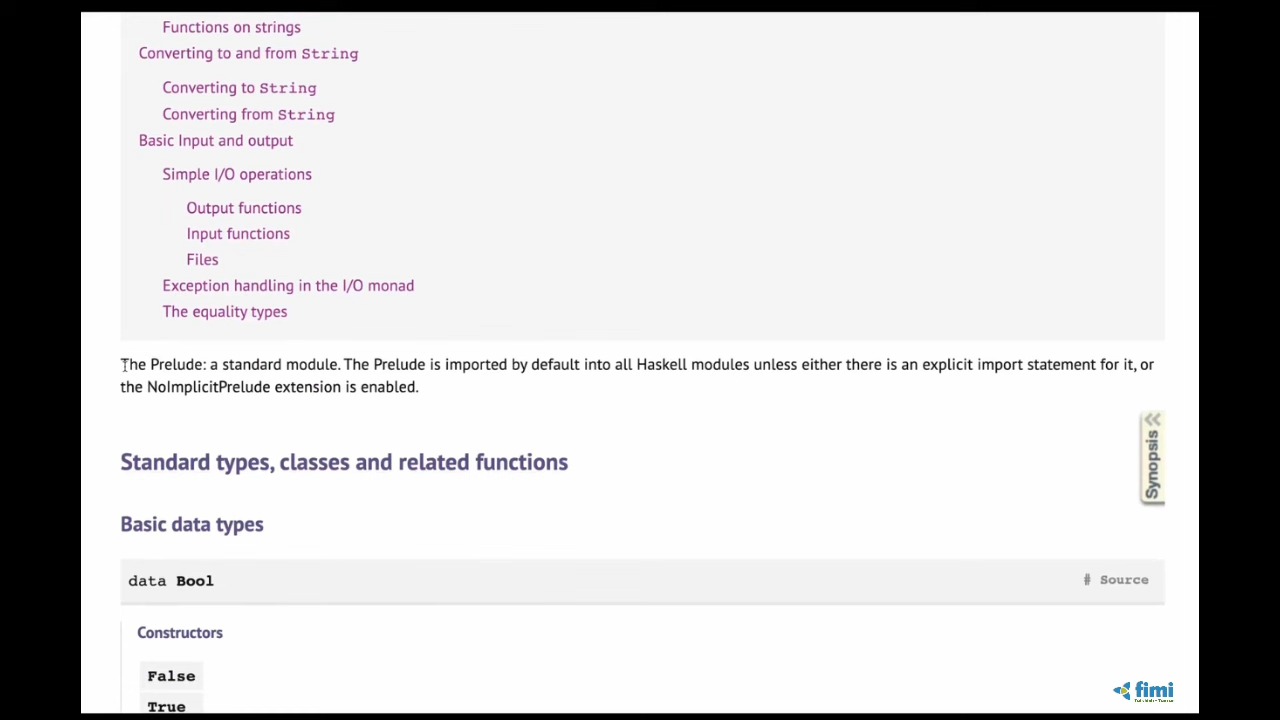 Functions on strings
Converting to and from String
Converting to String
Converting from String
Basic Input and output
Simple I/O operations
Output functions
Input functions
Files
Exception handling in the I/O monad
The equality types
The Prelude: a standard module. The Prelude is imported by default into all Haskell modules unless either there is an explicit import statement for it, or
the NoImplicitPrelude extension is enabled.
Synopsis
Standard types, classes and related functions
Basic data types
data Bool # Source
Constructors
False
True
fimi